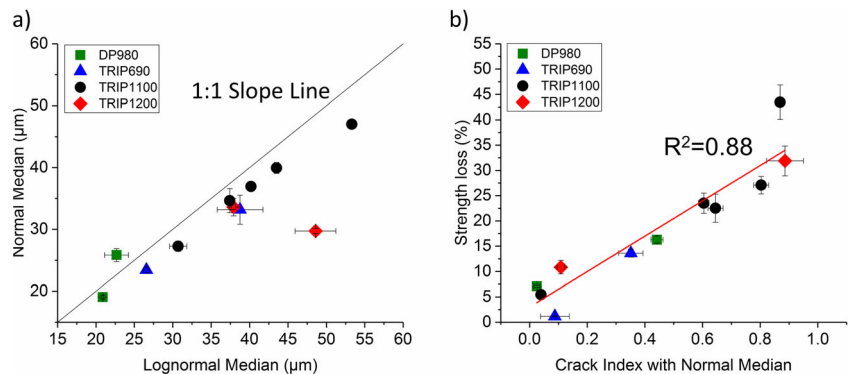 a)
60
50
40
30
20
15
20
25
30
35
40
45
50
55
60
Normal Median (μm)
Lognormal Median (μm)
DP980
TRIP690
TRIP1100
TRIP1200
1:1 Slope Line
b)
55
50
45
40
35
30
25
20
15
10
5
0
0.0
0.2
0.4
0.6
0.8
1.0
Strength loss (%)
Crack Index with Normal Median
DP980
TRIP690
TRIP1100
TRIP1200
R²=0.88